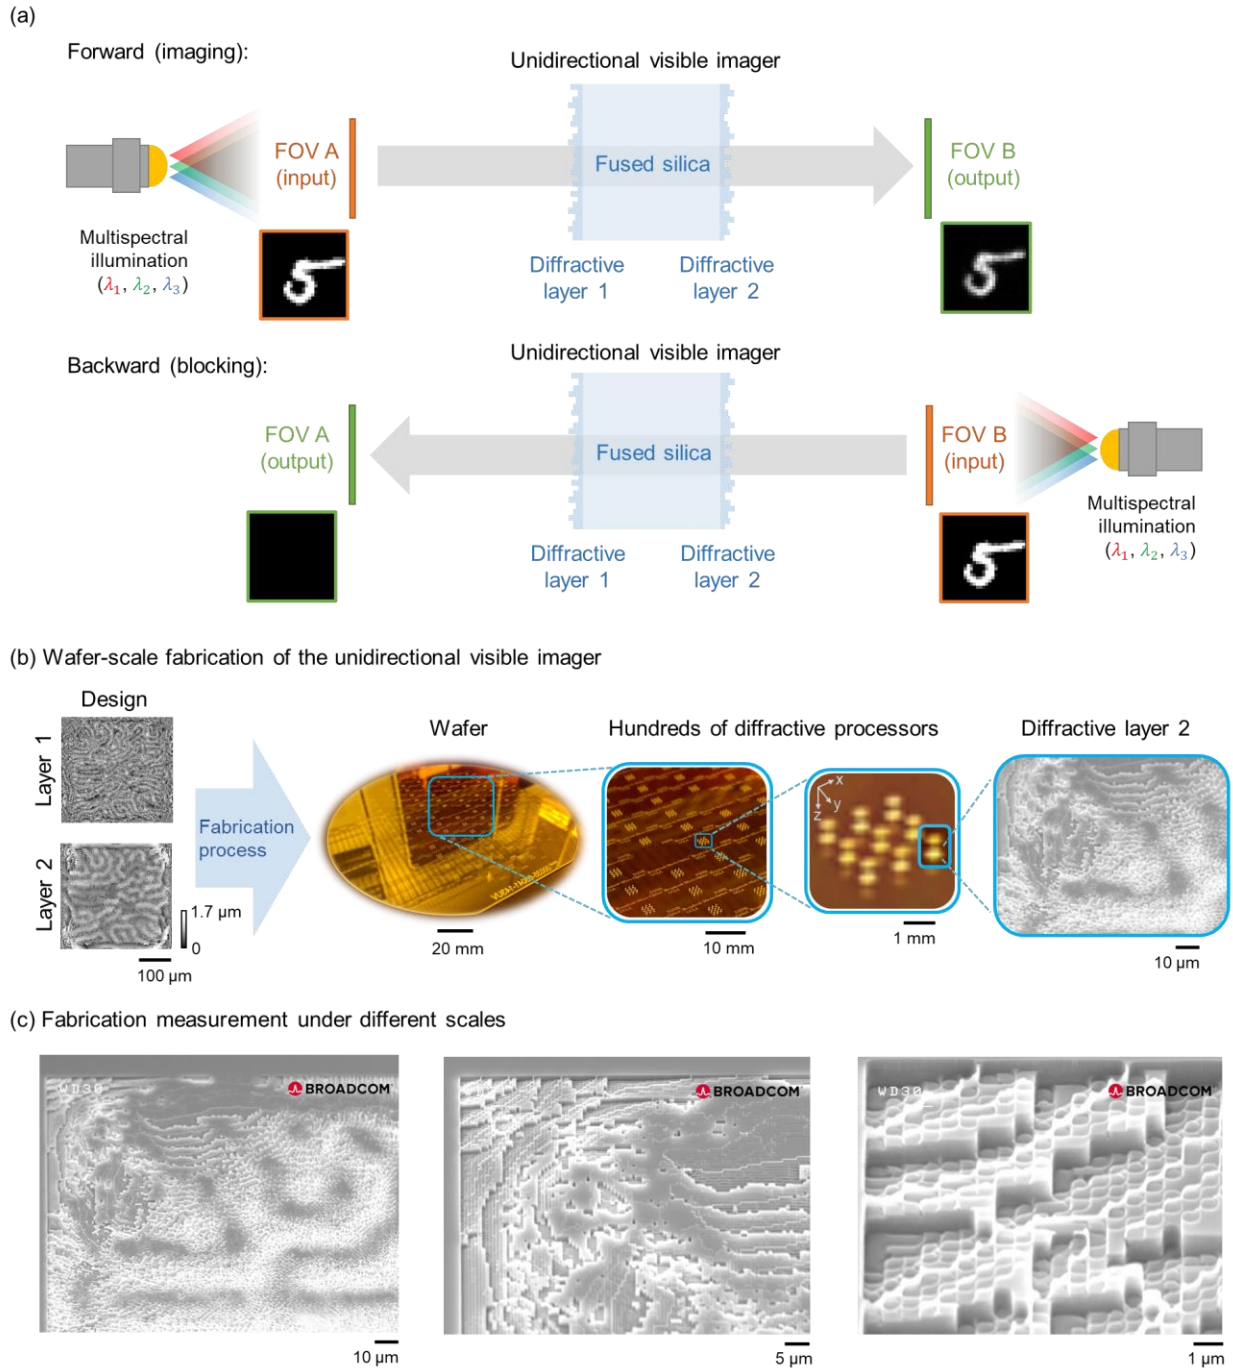 (a)
Forward (imaging):
Unidirectional visible imager
FOV A
(input)
Fused silica
FOV B
(output)
Multispectral
illumination
(λ₁, λ₂, λ₃)
Diffractive
layer 1
Diffractive
layer 2
Backward (blocking):
Unidirectional visible imager
FOV A
(output)
Fused silica
FOV B
(input)
Multispectral
illumination
(λ₁, λ₂, λ₃)
Diffractive
layer 1
Diffractive
layer 2
(b) Wafer-scale fabrication of the unidirectional visible imager
Design
Layer 1
Layer 2
1.7 µm
0
100 µm
Fabrication
process
Wafer
20 mm
Hundreds of diffractive processors
10 mm
x
y
z
1 mm
Diffractive layer 2
10 µm
(c) Fabrication measurement under different scales
WD30
BROADCOM
10 µm
BROADCOM
5 µm
WD30
BROADCOM
1 µm